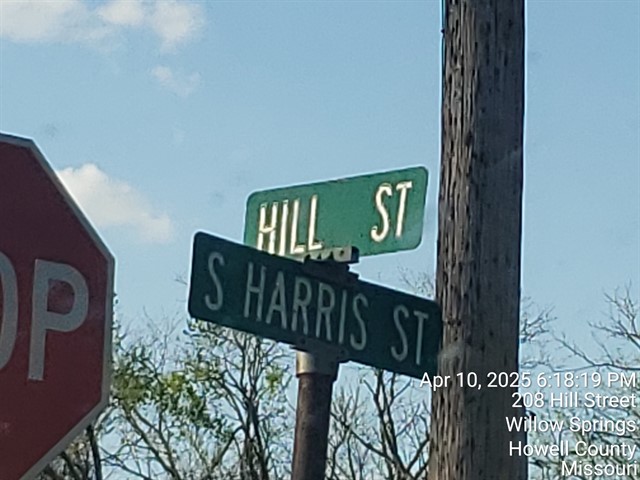 HILL ST
S HARRIS ST
OP
Apr 10, 2025 6:18:19 PM
208 Hill Street
Willow Springs
Howell County
Missouri